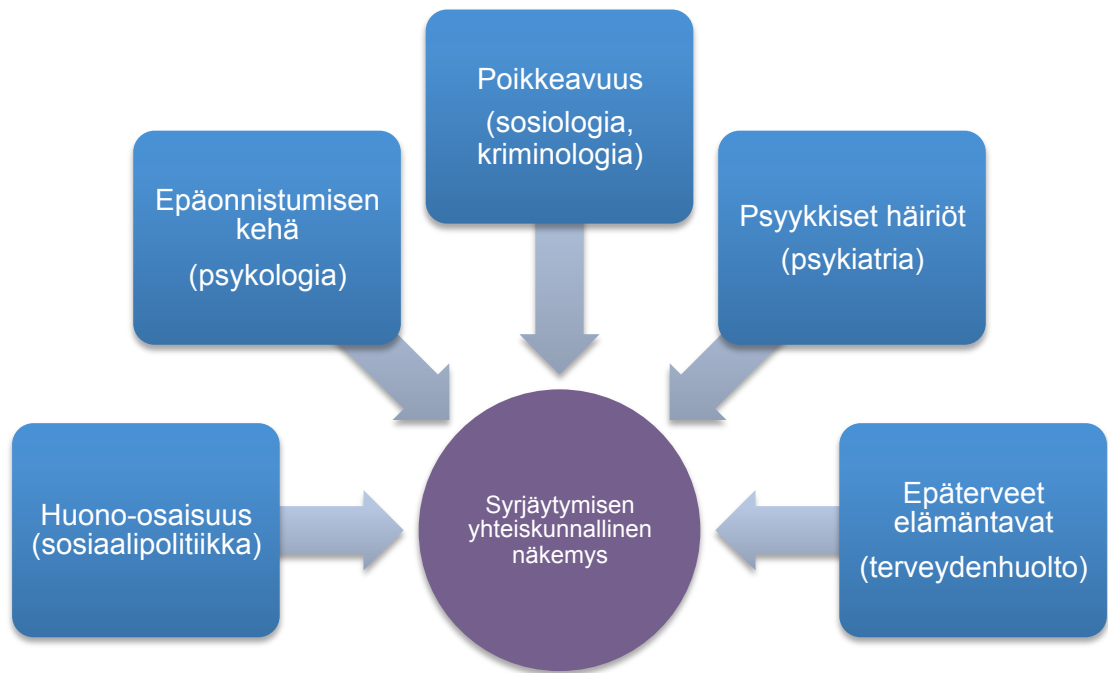 Poikkeavuus
(sosiologia,
kriminologia)
Epäonnistumisen
kehä
(psykologia)
Psyykkiset häiriöt
(psykiatria)
Huono-osaisuus
(sosiaalipolitiikka)
Syrjäytymisen
yhteiskunnallinen
näkemys
Epäterveet
elämäntavat
(terveydenhuolto)